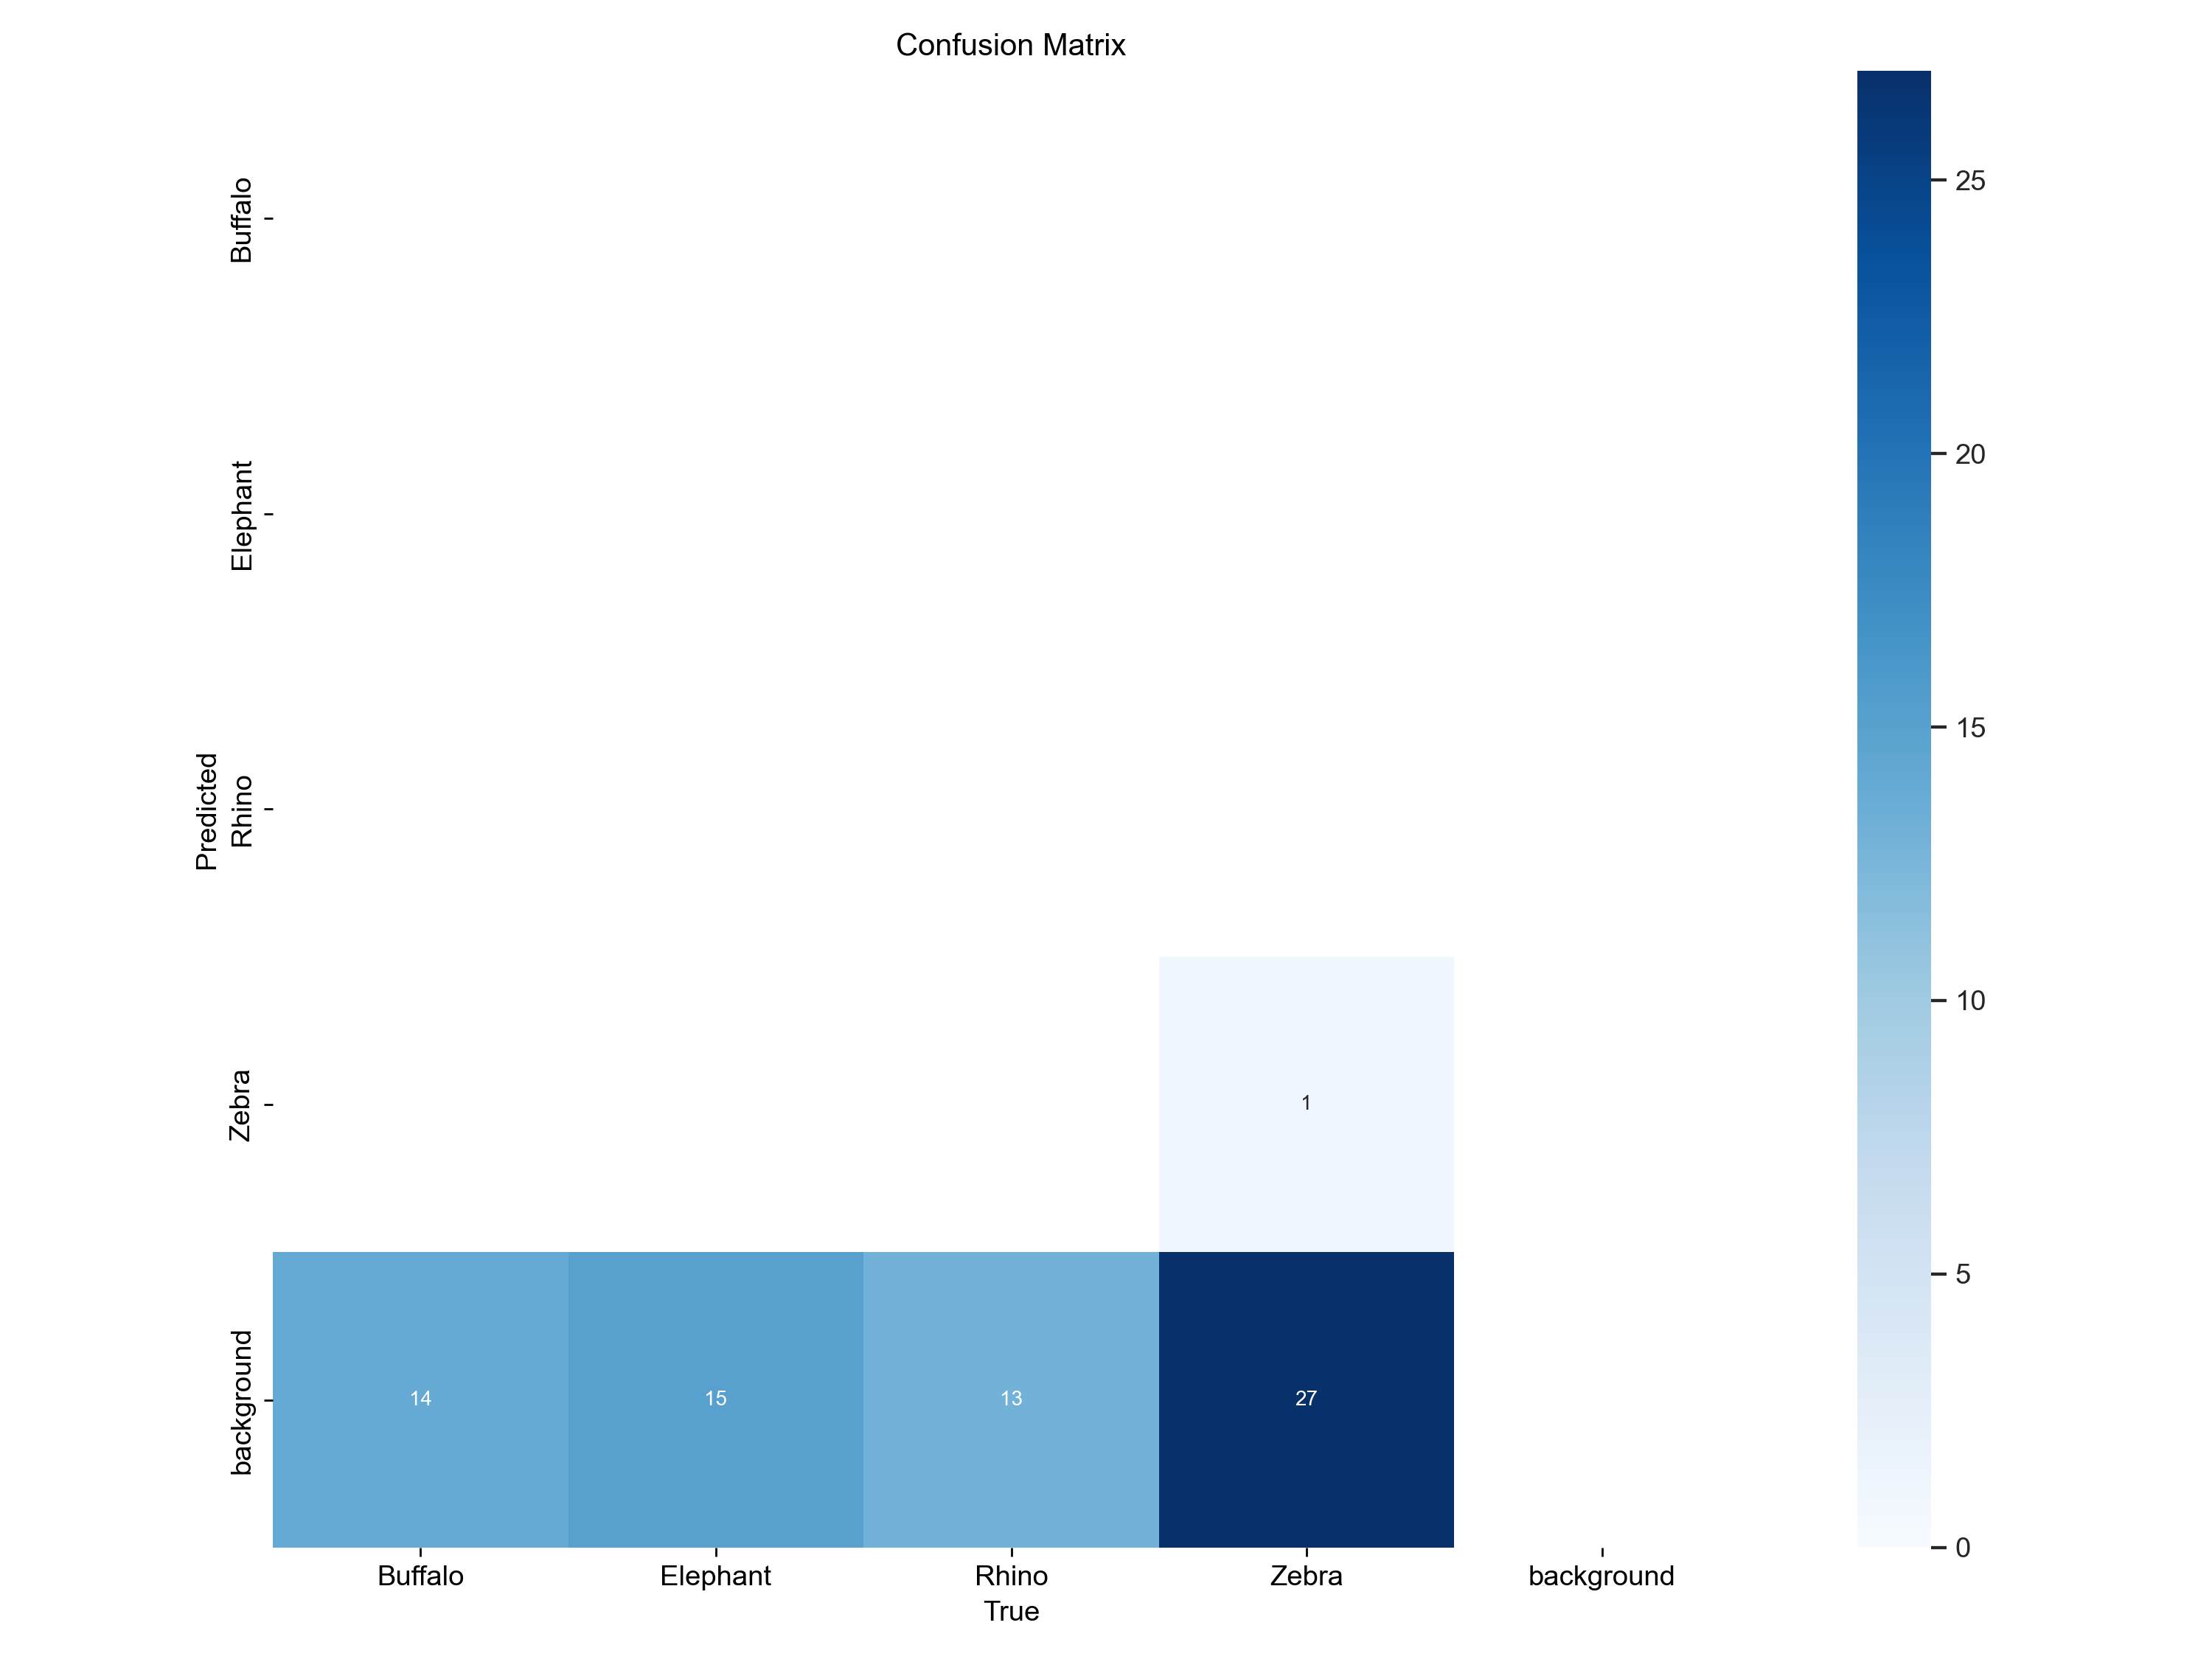 Confusion Matrix
Buffalo
Elephant
Rhino
Zebra
background
Predicted
1
14 15 13 27
Buffalo Elephant Rhino Zebra background
True
25
20
15
10
5
0